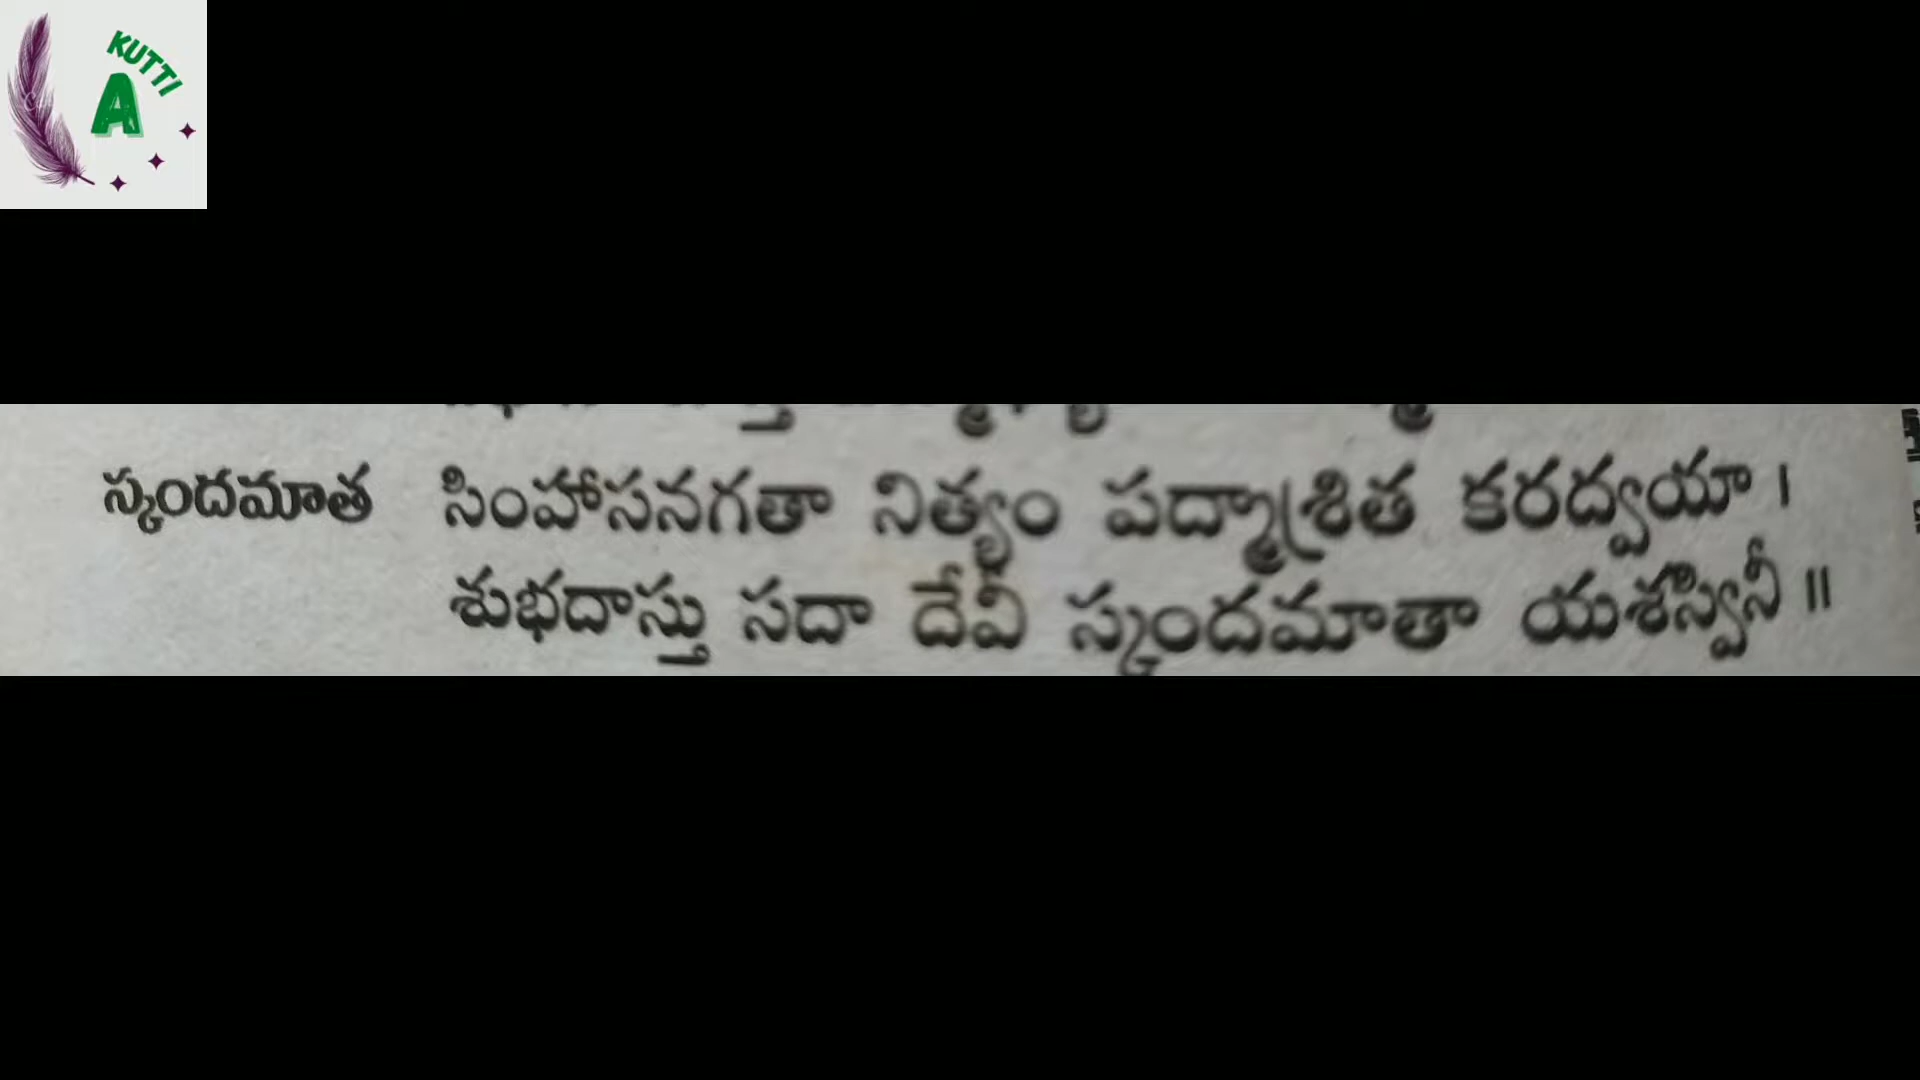 KUTTI
A
స్కందమాత సింహాసనగతా నిత్యం పద్మాశ్రిత కరద్వయా ।
శుభదాస్తు సదా దేవీ స్కందమాతా యశస్వినీ ॥